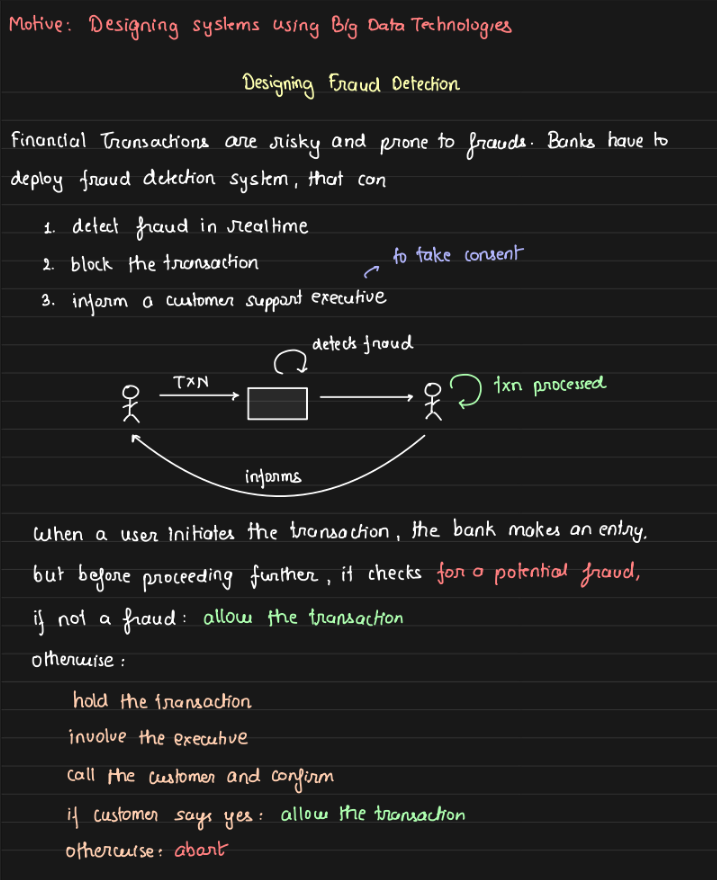 Motive: Designing systems using Big Data Technologies
Designing Fraud Detection
Financial Transactions are risky and prone to frauds. Banks have to
deploy fraud detection system, that can
1. detect fraud in realtime
2. block the transaction
to take consent
3. inform a customer support executive
detects fraud
TXN
txn processed
informs
When a user initiates the transaction, the bank makes an entry.
but before proceeding further, it checks for a potential fraud,
if not a fraud: allow the transaction
otherwise:
hold the transaction
involve the executive
call the customer and confirm
if customer says yes: allow the transaction
otherwise: abort